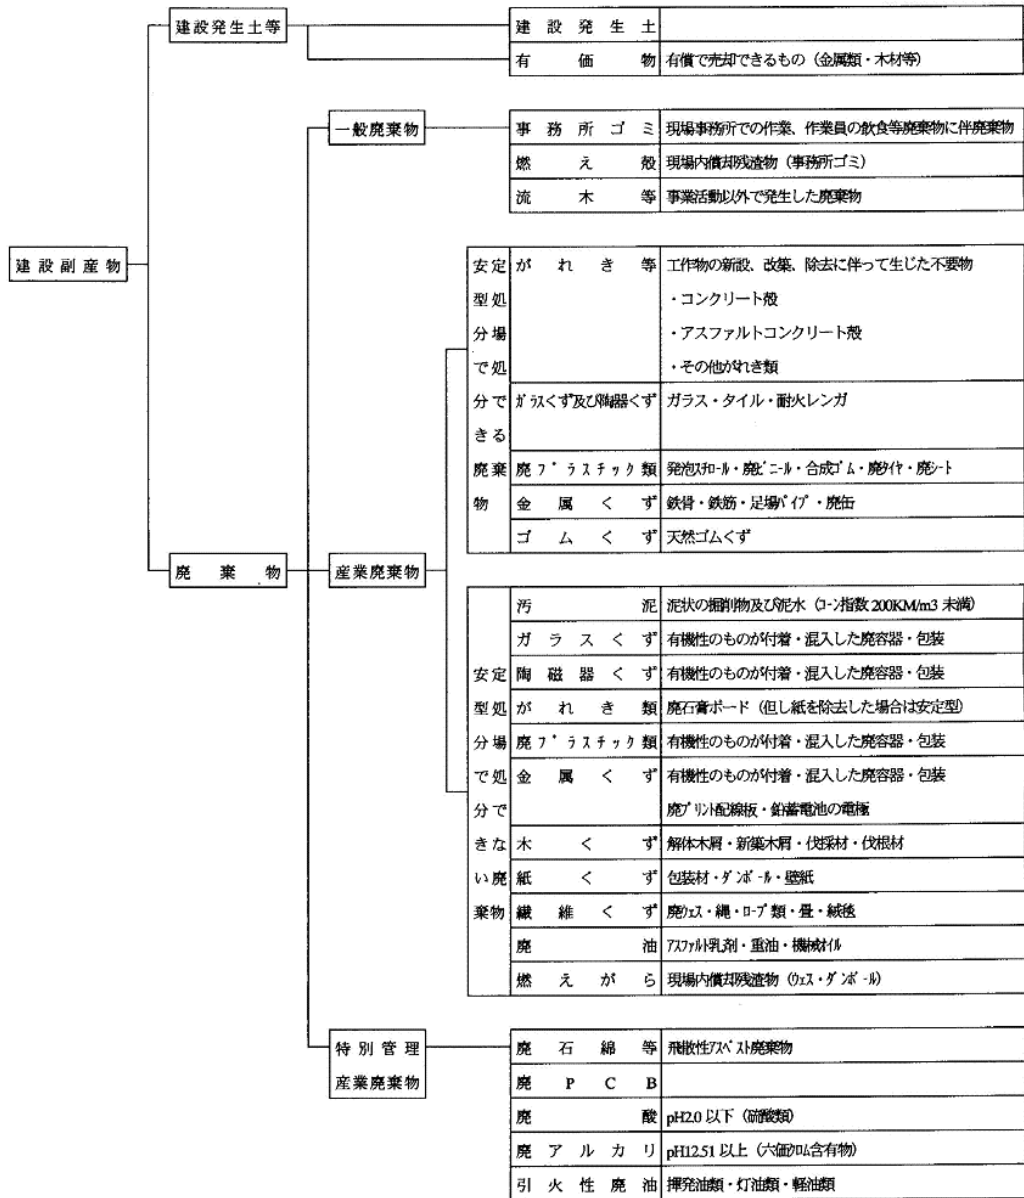 建設発生土等
建設発生土
有価物 有償で売却できるもの（金属類・木材等）
一般廃棄物
事務所ゴミ 現場事務所での作業、作業員の飲食等廃棄物に伴廃棄物
燃え殻 現場内償却残渣物（事務所ゴミ）
流木等 事業活動以外で発生した廃棄物
建設副産物
安定型処分場で処分できる廃棄物
がれき等 工作物の新設、改築、除去に伴って生じた不要物
・コンクリート殻
・アスファルトコンクリート殻
・その他がれき類
ガラスくず及び陶器くず ガラス・タイル・耐火レンガ
廃プラスチック類 発泡スチロール・廃ビニール・合成ゴム・廃タイヤ・廃シート
金属くず 鉄骨・鉄筋・足場パイプ・廃缶
ゴムくず 天然ゴムくず
廃棄物
産業廃棄物
安定型処分場で処分できない廃棄物
汚泥 泥状の掘削物及び泥水（コーン指数200KM/m3未満）
ガラスくず 有機性のものが付着・混入した廃容器・包装
陶磁器くず 有機性のものが付着・混入した廃容器・包装
がれき類 廃石膏ボード（但し紙を除去した場合は安定型）
廃プラスチック類 有機性のものが付着・混入した廃容器・包装
金属くず 有機性のものが付着・混入した廃容器・包装
廃プリント配線板・鉛蓄電池の電極
木くず 解体木屑・新築木屑・伐採材・伐根材
紙くず 包装材・ダンボール・壁紙
繊維くず 廃ウェス・縄・ロープ類・畳・絨毯
廃油 アスファルト乳剤・重油・機械オイル
燃えがら 現場内償却残渣物（ウェス・ダンボール）
特別管理
産業廃棄物
廃石綿等 飛散性アスベスト廃棄物
廃PCB
廃酸 pH2.0以下（硫酸類）
廃アルカリ pH12.51以上（六価クロム含有物）
引火性廃油 揮発油類・灯油類・軽油類